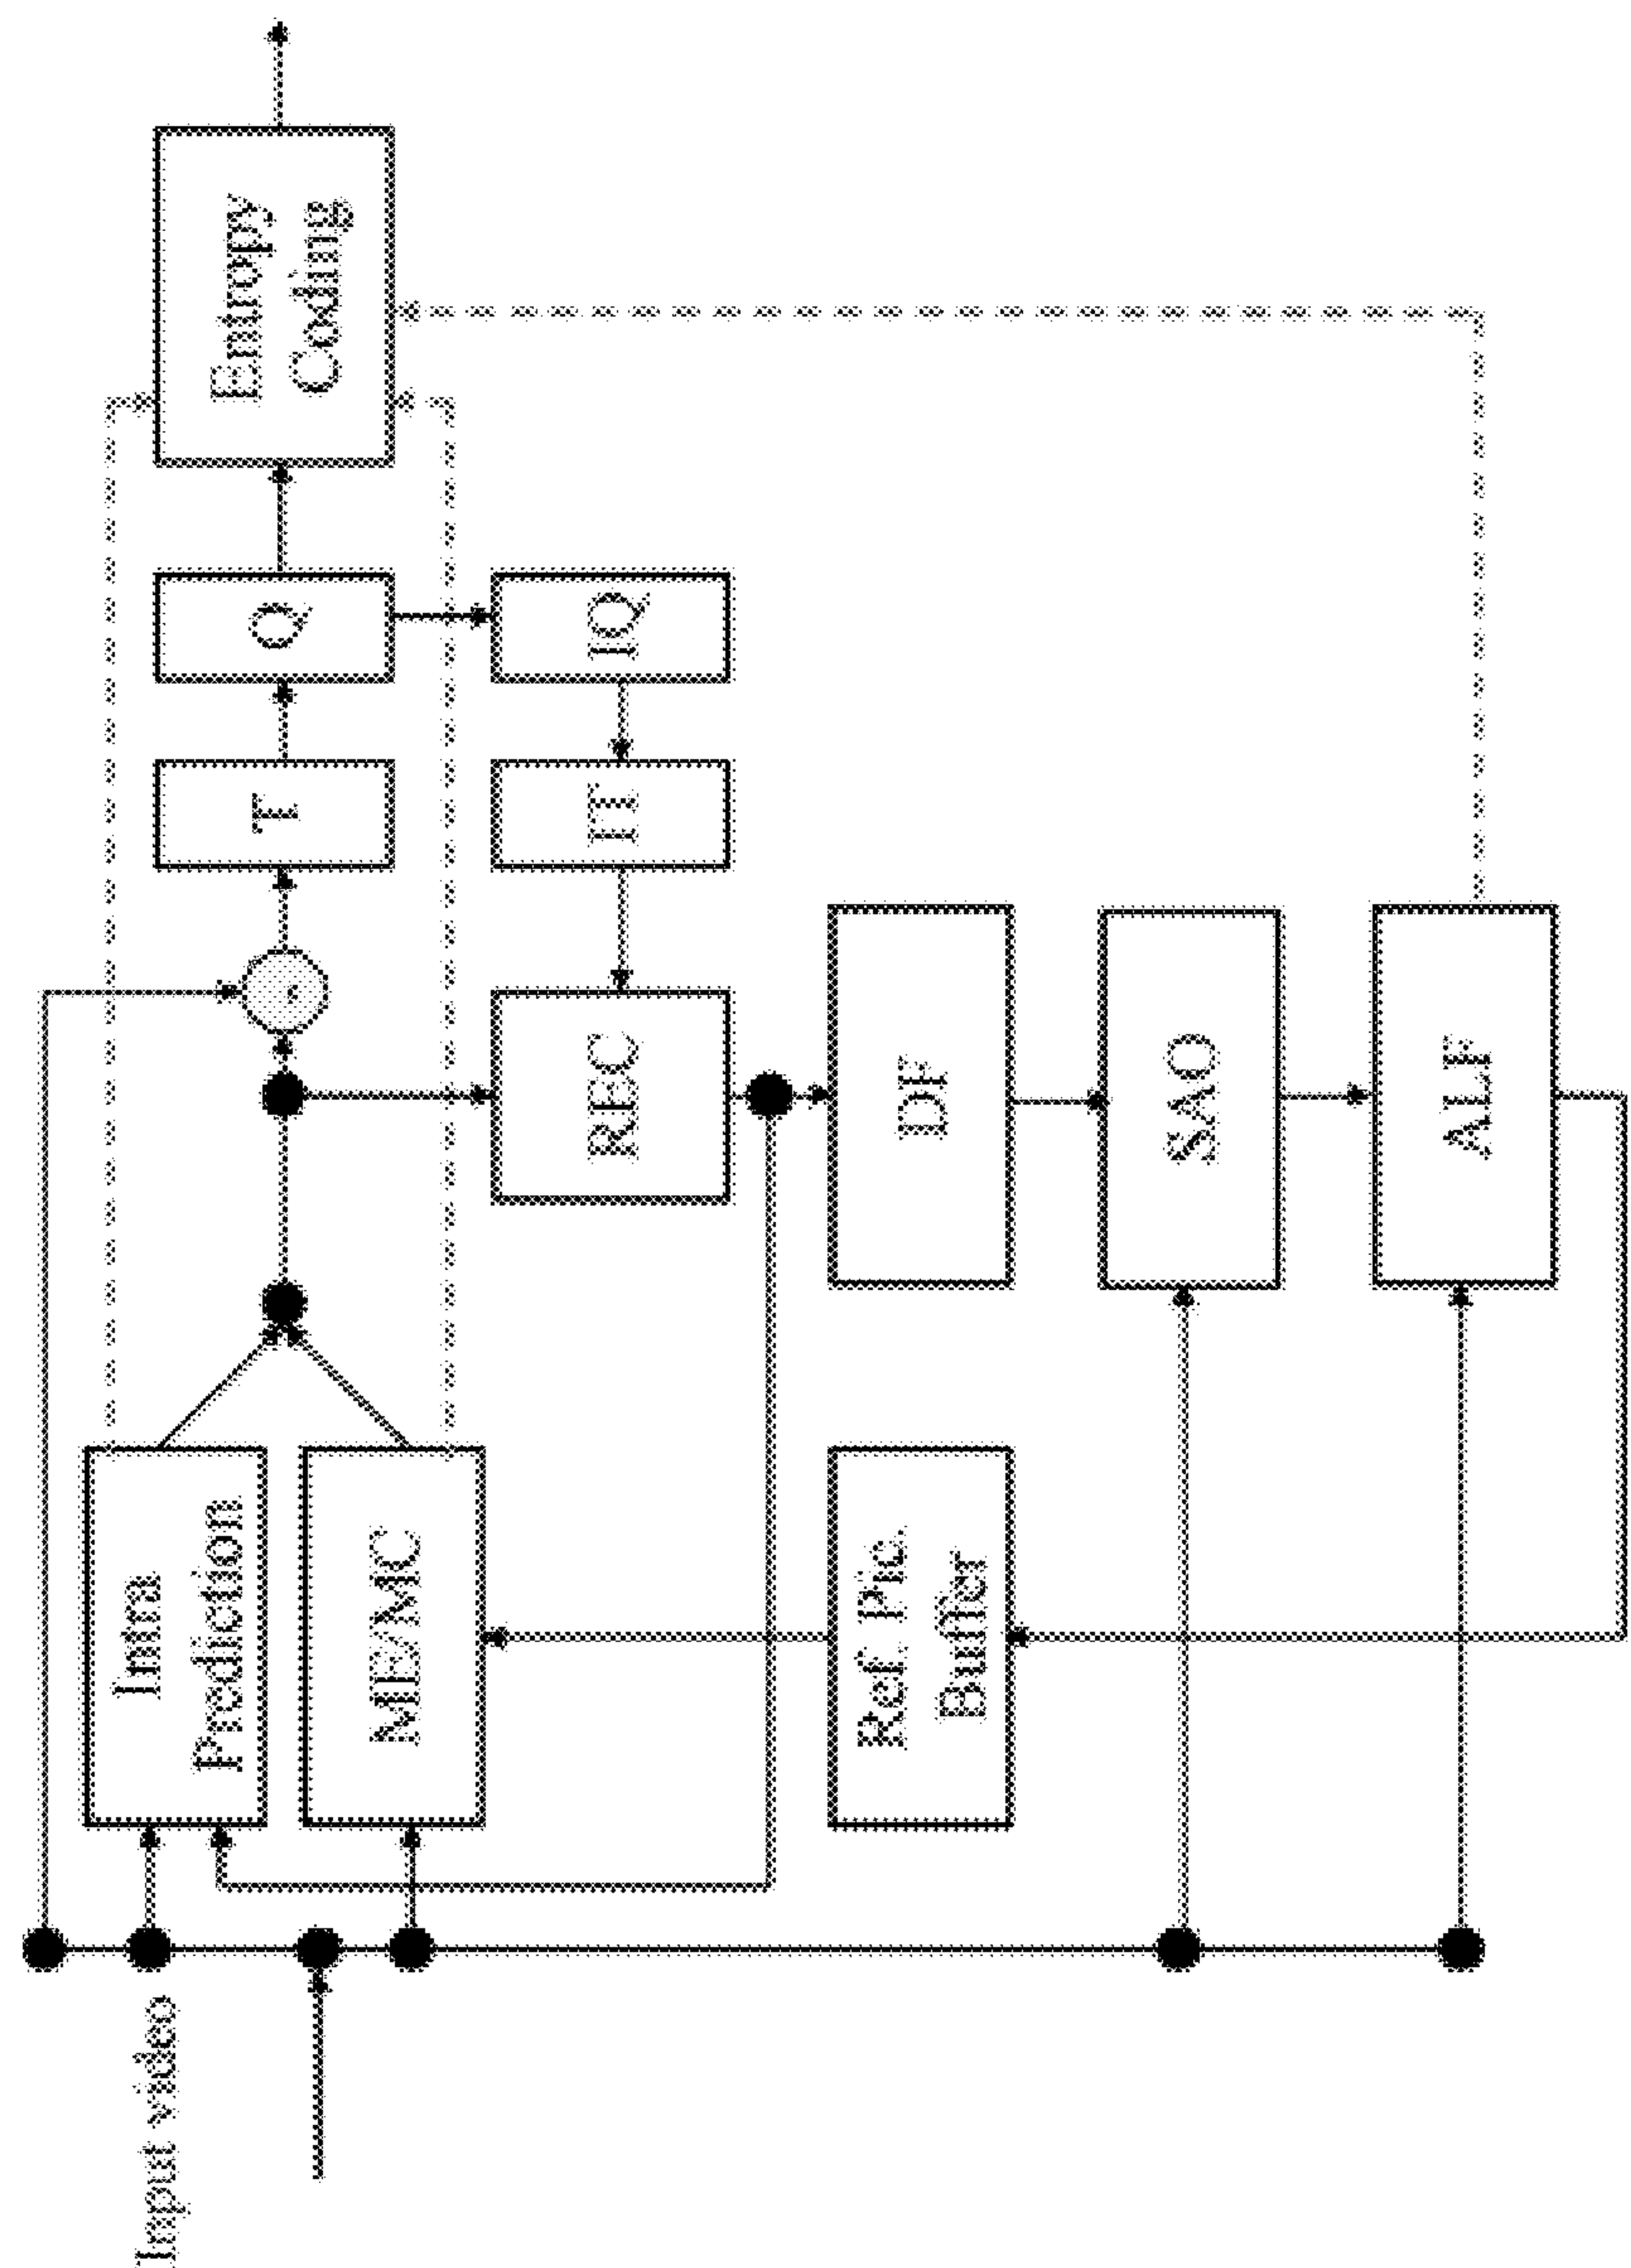 Input video
Intra
Prediction
ME/MC
-
T
Q
Entropy
Coding
IQ
IT
REC
DF
SAO
ALF
Ref. Pic.
Buffer